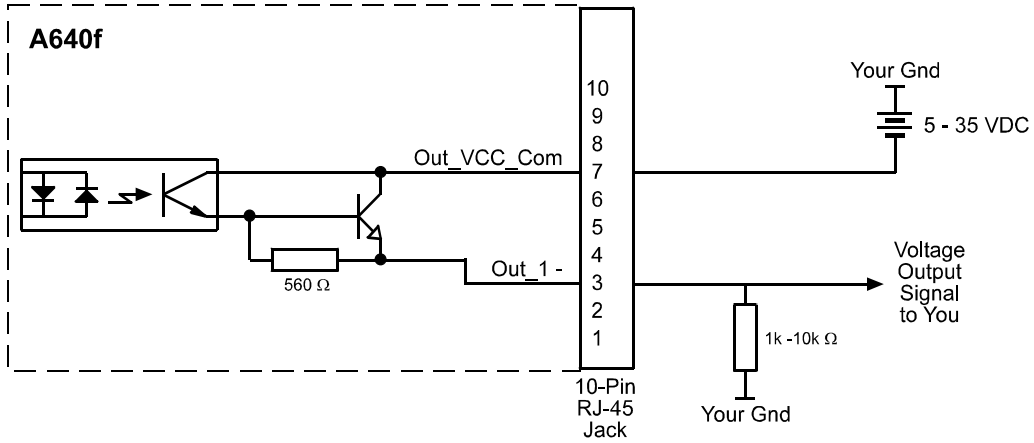 A640f
Your Gnd
5 - 35 VDC
10
9
8
7
6
5
4
3
2
1
Out_VCC_Com
Out_1 -
560 Ω
Voltage
Output
Signal
to You
1k -10k Ω
Your Gnd
10-Pin
RJ-45
Jack